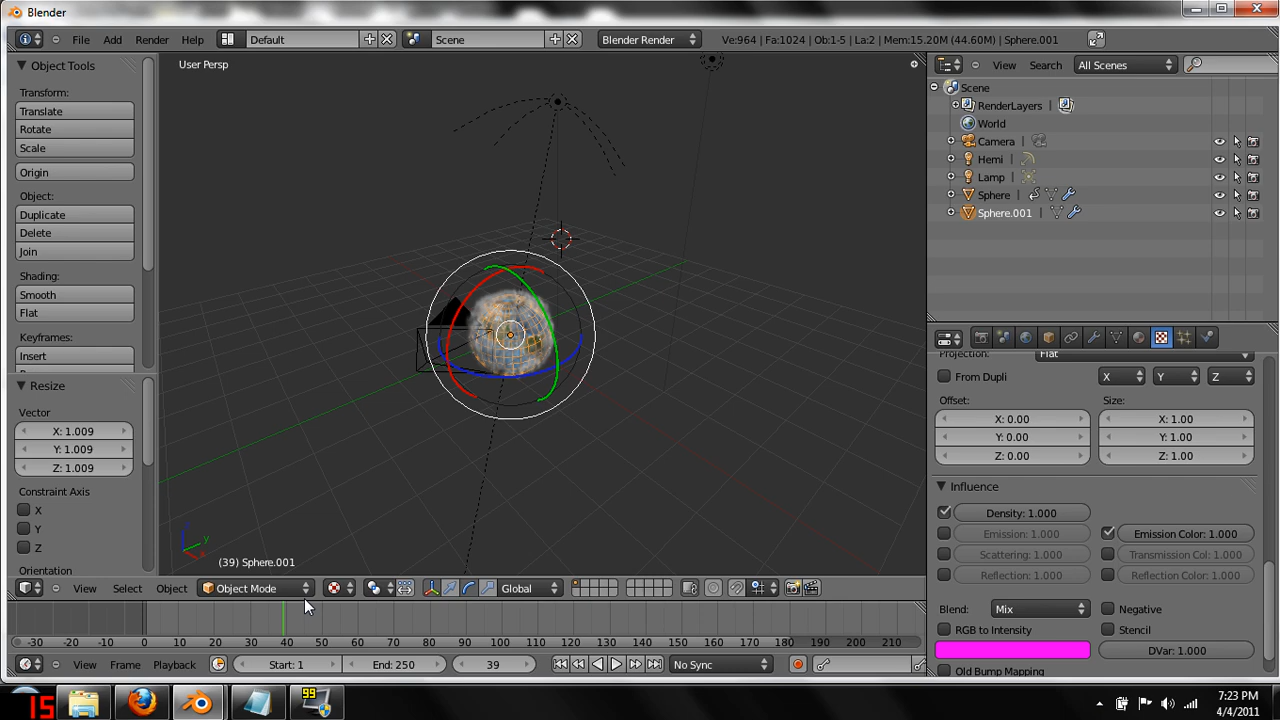 Blender
File Add Render Help Default Scene Blender Render Ve:964 | Fa:1024 | Ob:1-5 | La:2 | Mem:15.20M (44.60M) | Sphere.001
Object Tools
Transform:
Translate
Rotate
Scale
Origin
Object:
Duplicate
Delete
Join
Shading:
Smooth
Flat
Keyframes:
Insert
Resize
Vector
X: 1.009
Y: 1.009
Z: 1.009
Constraint Axis
X
Y
Z
Orientation
User Persp
y
x
(39) Sphere.001
View Select Object Object Mode Global
View Search All Scenes
Scene
RenderLayers |
World
Camera |
Hemi |
Lamp |
Sphere |
Sphere.001 |
Projection: Flat
From Dupli X Y Z
Offset: Size:
X: 0.00 X: 1.00
Y: 0.00 Y: 1.00
Z: 0.00 Z: 1.00
Influence
Density: 1.000
Emission: 1.000 Emission Color: 1.000
Scattering: 1.000 Transmission Col: 1.000
Reflection: 1.000 Reflection Color: 1.000
Blend: Mix Negative
RGB to Intensity Stencil
DVar: 1.000
Old Bump Mapping
-30 -20 -10 0 10 20 30 40 50 60 70 80 90 100 110 120 130 140 150 160 170 180 190 200 210
View Frame Playback Start: 1 End: 250 39 No Sync
15
99
7:23 PM
4/4/2011